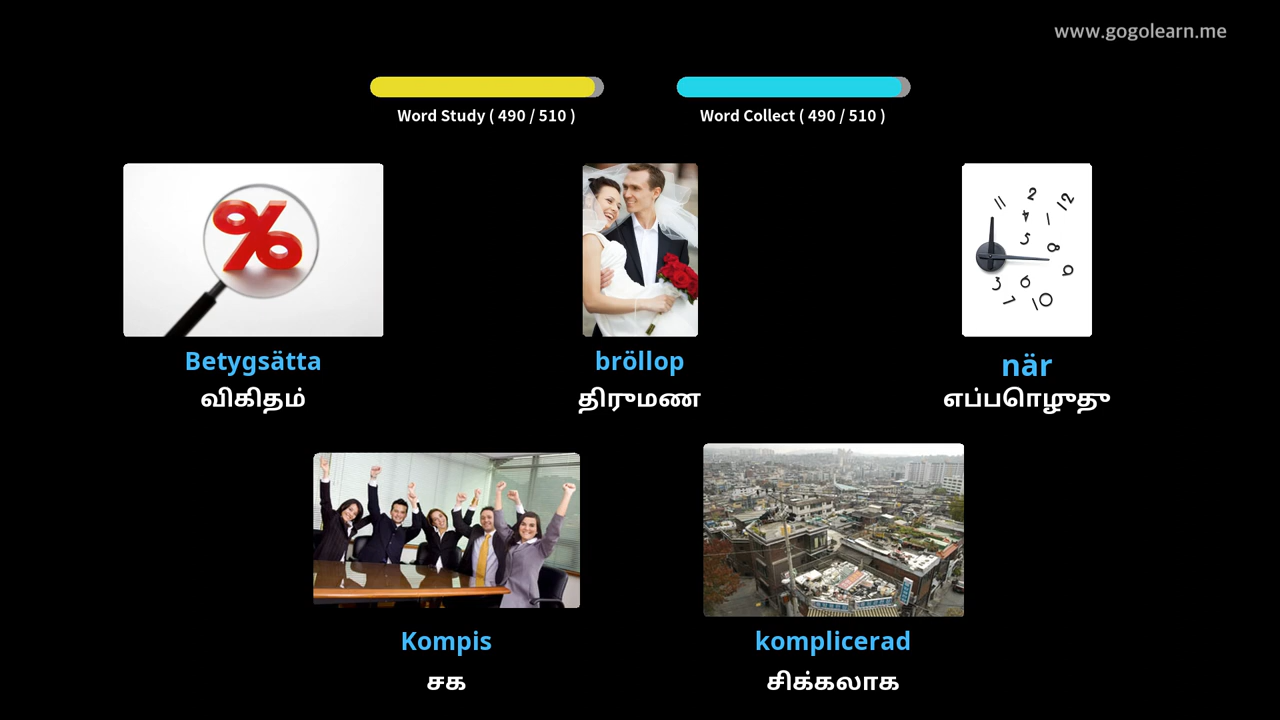 www.gogolearn.me
Word Study ( 490 / 510 )
Word Collect ( 490 / 510 )
Betygsätta
bröllop
när
விகிதம்
திருமண
எப்பொழுது
Kompis
komplicerad
சக
சிக்கலாக